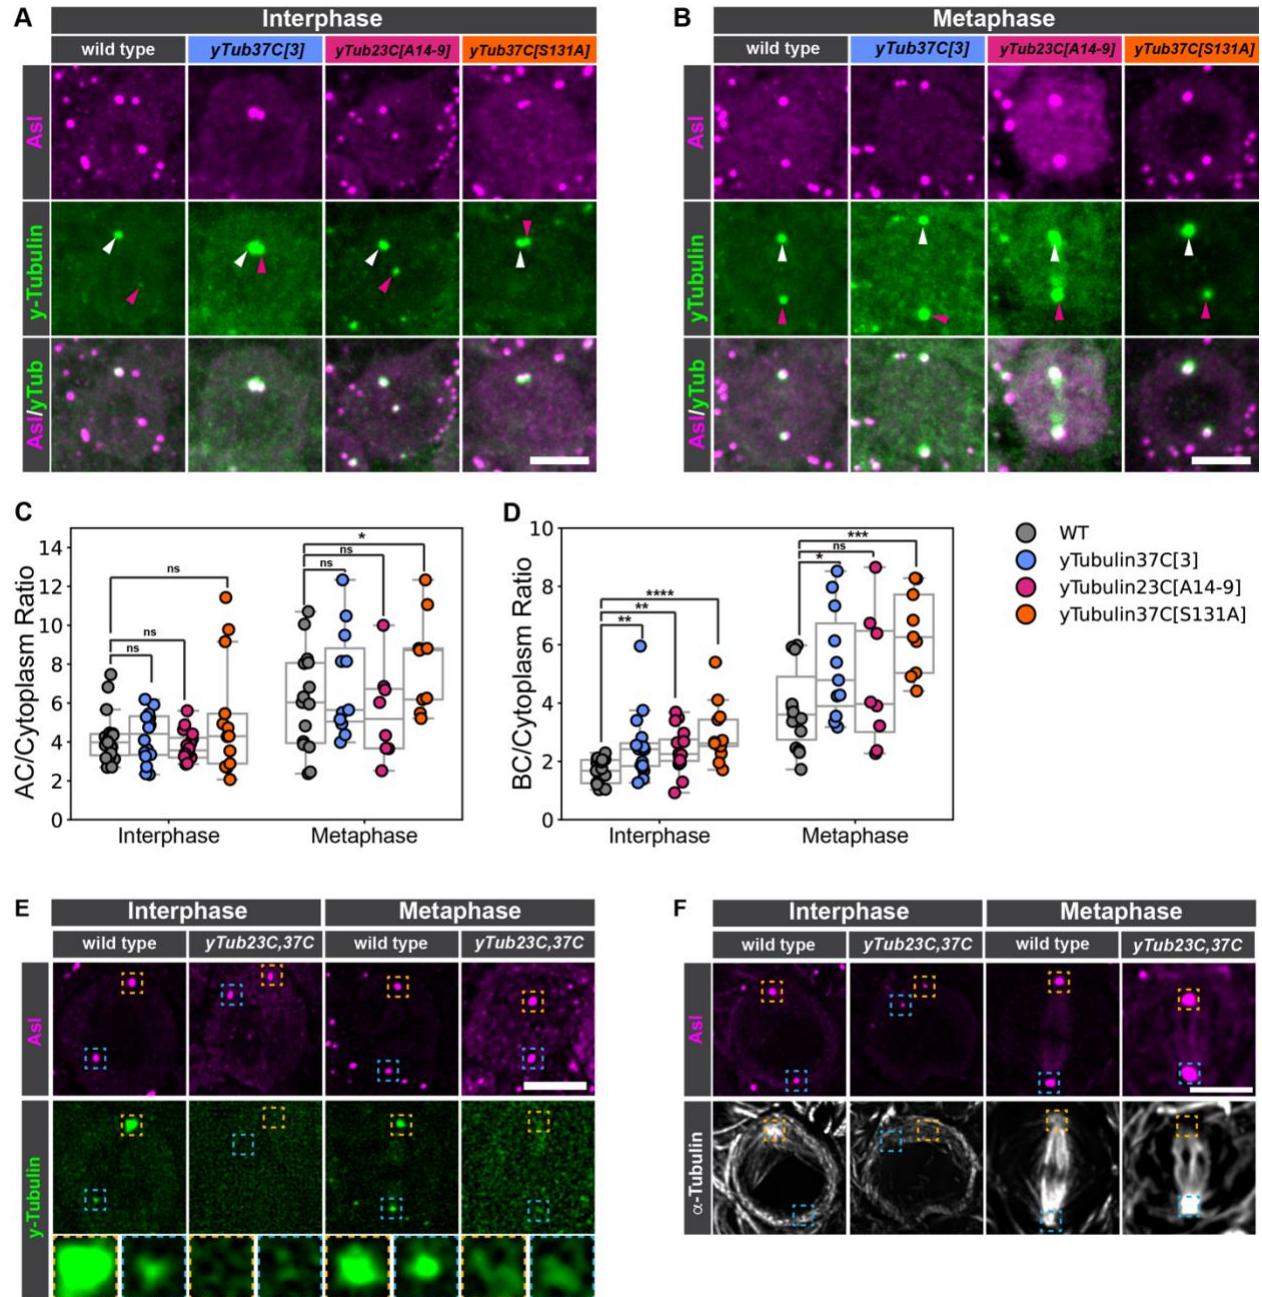 A
Interphase
wild type
yTub37C[3]
yTub23C[A14-9]
yTub37C[S131A]
Asl
y-Tubulin
Asl/yTub
B
Metaphase
wild type
yTub37C[3]
yTub23C[A14-9]
yTub37C[S131A]
Asl
yTubulin
Asl/yTub
C
AC/Cytoplasm Ratio
14
12
10
8
6
4
2
0
ns
ns
ns
*
ns
ns
Interphase
Metaphase
D
BC/Cytoplasm Ratio
10
8
6
4
2
0
****
**
**
***
ns
*
Interphase
Metaphase
WT
yTubulin37C[3]
yTubulin23C[A14-9]
yTubulin37C[S131A]
E
Interphase
Metaphase
wild type
yTub23C,37C
wild type
yTub23C,37C
Asl
y-Tubulin
F
Interphase
Metaphase
wild type
yTub23C,37C
wild type
yTub23C,37C
Asl
α-Tubulin